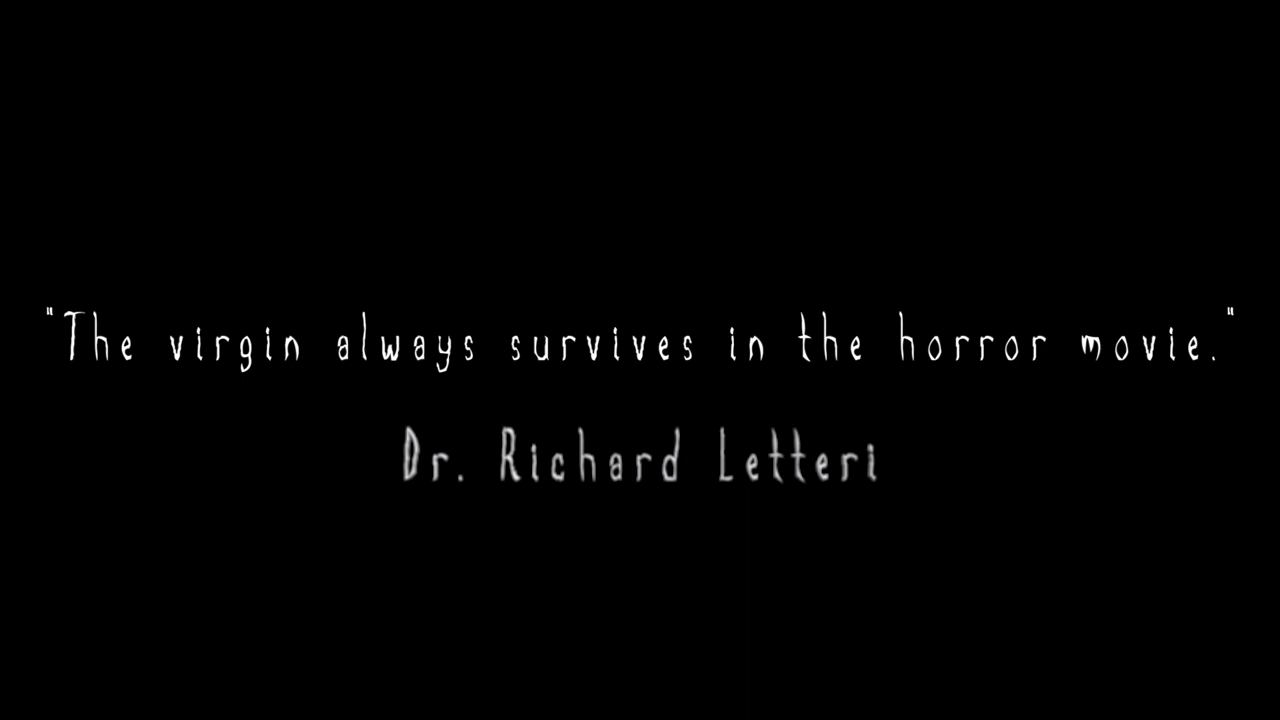 "The virgin always survives in the horror movie."
Dr. Richard Letteri